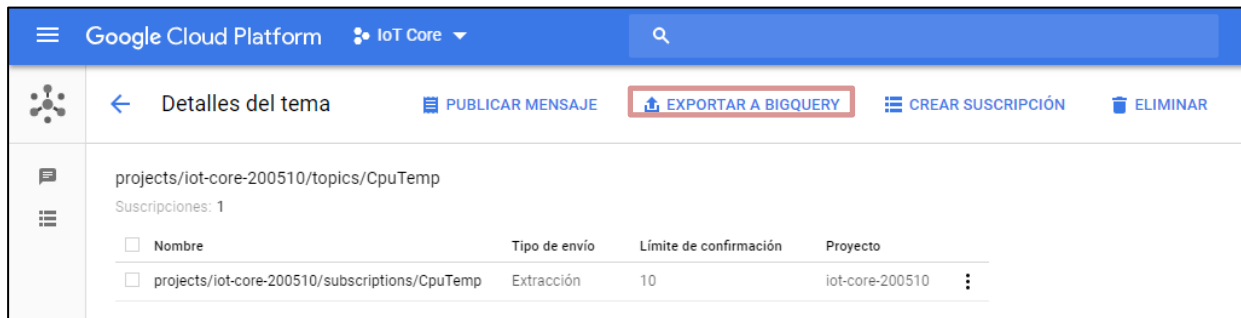 Google Cloud Platform IoT Core
Detalles del tema PUBLICAR MENSAJE EXPORTAR A BIGQUERY CREAR SUSCRIPCIÓN ELIMINAR
projects/iot-core-200510/topics/CpuTemp
Suscripciones: 1
Nombre Tipo de envío Límite de confirmación Proyecto
projects/iot-core-200510/subscriptions/CpuTemp Extracción 10 iot-core-200510